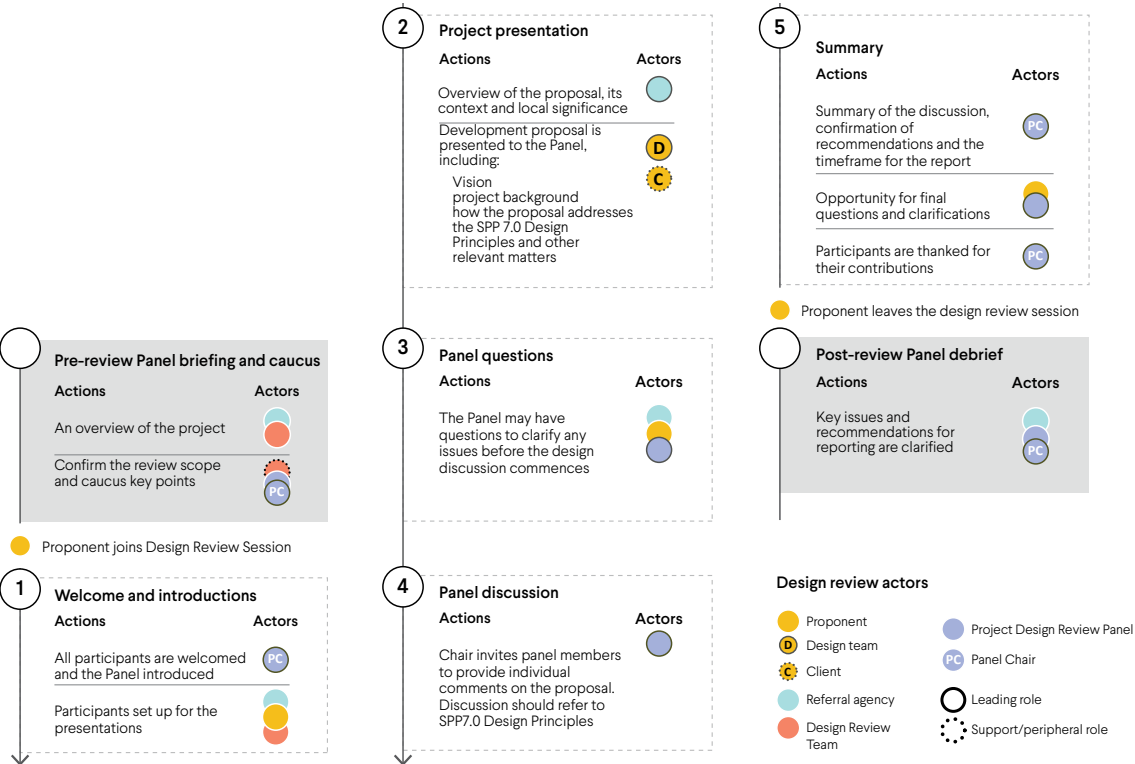 Pre-review Panel briefing and caucus
Actions
Actors
An overview of the project
Confirm the review scope
and caucus key points
PC
Proponent joins Design Review Session
1
Welcome and introductions
Actions
Actors
All participants are welcomed
and the Panel introduced
PC
Participants set up for the
presentations
2
Project presentation
Actions
Actors
Overview of the proposal, its
context and local significance
Development proposal is
presented to the Panel,
including:
D
C
Vision
project background
how the proposal addresses
the SPP 7.0 Design
Principles and other
relevant matters
3
Panel questions
Actions
Actors
The Panel may have
questions to clarify any
issues before the design
discussion commences
4
Panel discussion
Actions
Actors
Chair invites panel members
to provide individual
comments on the proposal.
Discussion should refer to
SPP7.0 Design Principles
5
Summary
Actions
Actors
Summary of the discussion,
confirmation of
recommendations and the
timeframe for the report
PC
Opportunity for final
questions and clarifications
Participants are thanked for
their contributions
PC
Proponent leaves the design review session
Post-review Panel debrief
Actions
Actors
Key issues and
recommendations for
reporting are clarified
PC
Design review actors
Proponent
D Design team
C Client
Referral agency
Design Review
Team
Project Design Review Panel
PC Panel Chair
Leading role
Support/peripheral role